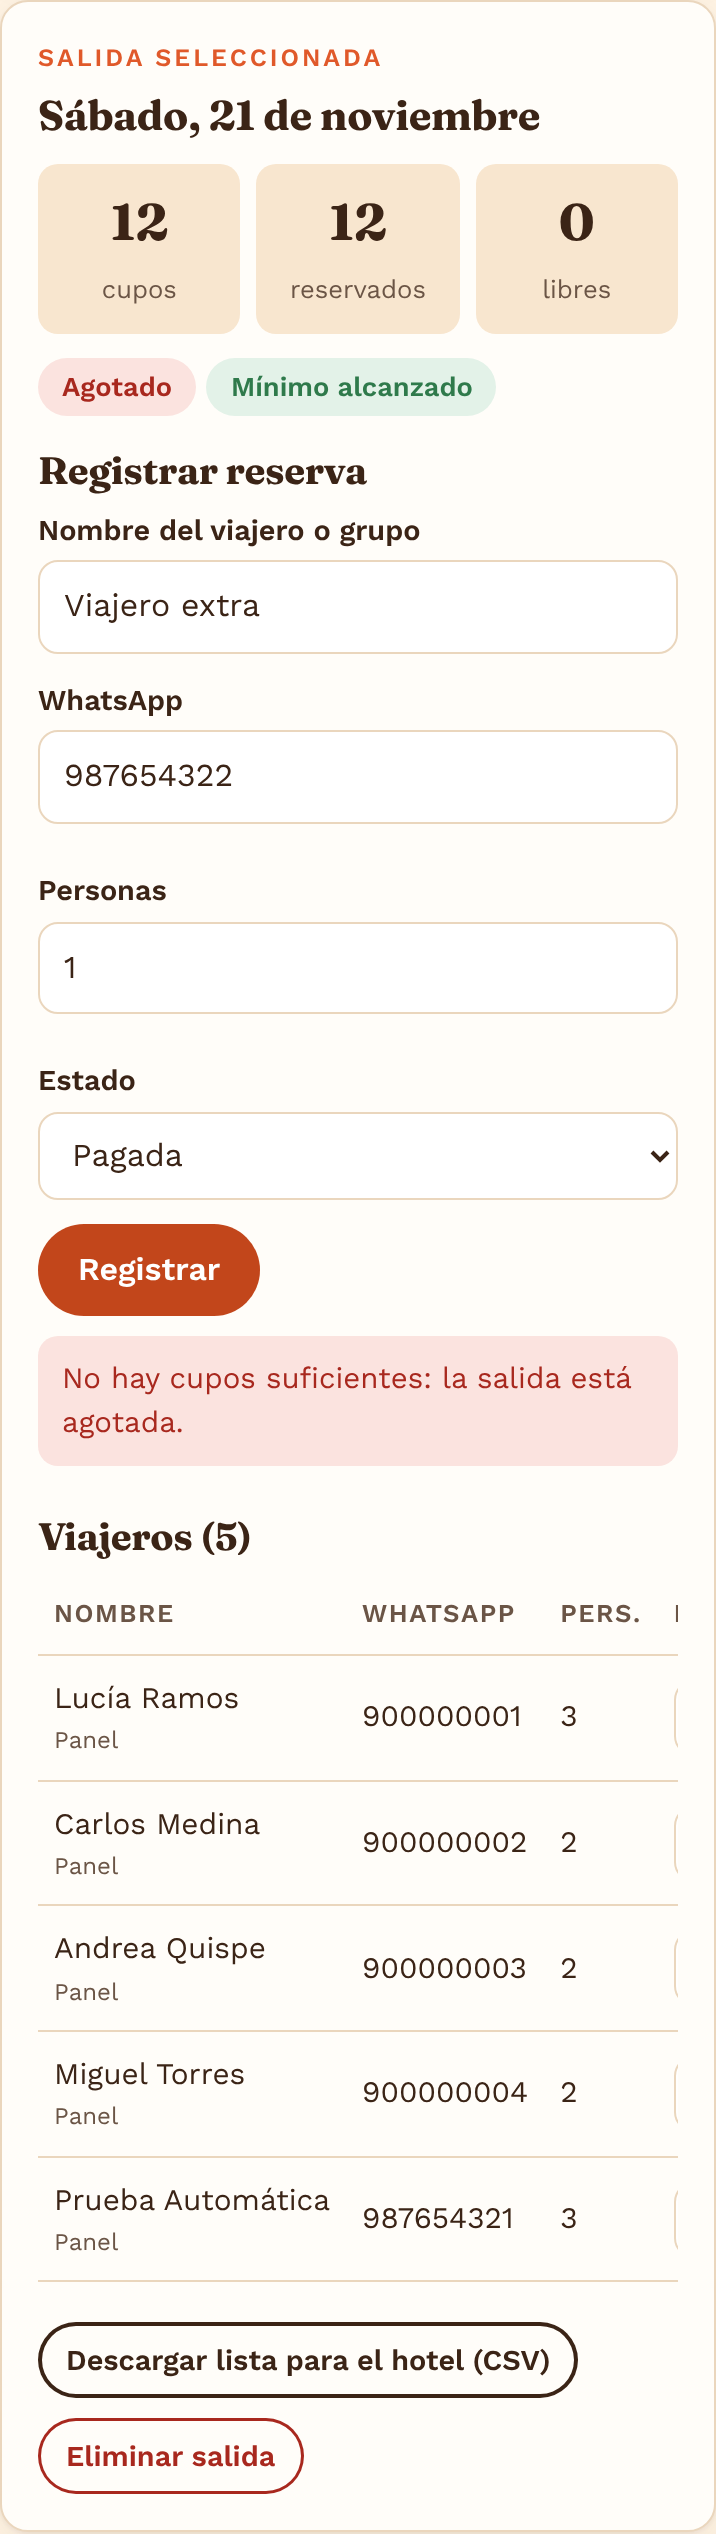 SALIDA SELECCIONADA
Sábado, 21 de noviembre
12
cupos
12
reservados
0
libres
Agotado
Mínimo alcanzado
Registrar reserva
Nombre del viajero o grupo
Viajero extra
WhatsApp
987654322
Personas
1
Estado
Pagada
Registrar
No hay cupos suficientes: la salida está
agotada.
Viajeros (5)
NOMBRE WHATSAPP PERS.
Lucía Ramos
Panel
900000001 3
Carlos Medina
Panel
900000002 2
Andrea Quispe
Panel
900000003 2
Miguel Torres
Panel
900000004 2
Prueba Automática
Panel
987654321 3
Descargar lista para el hotel (CSV)
Eliminar salida